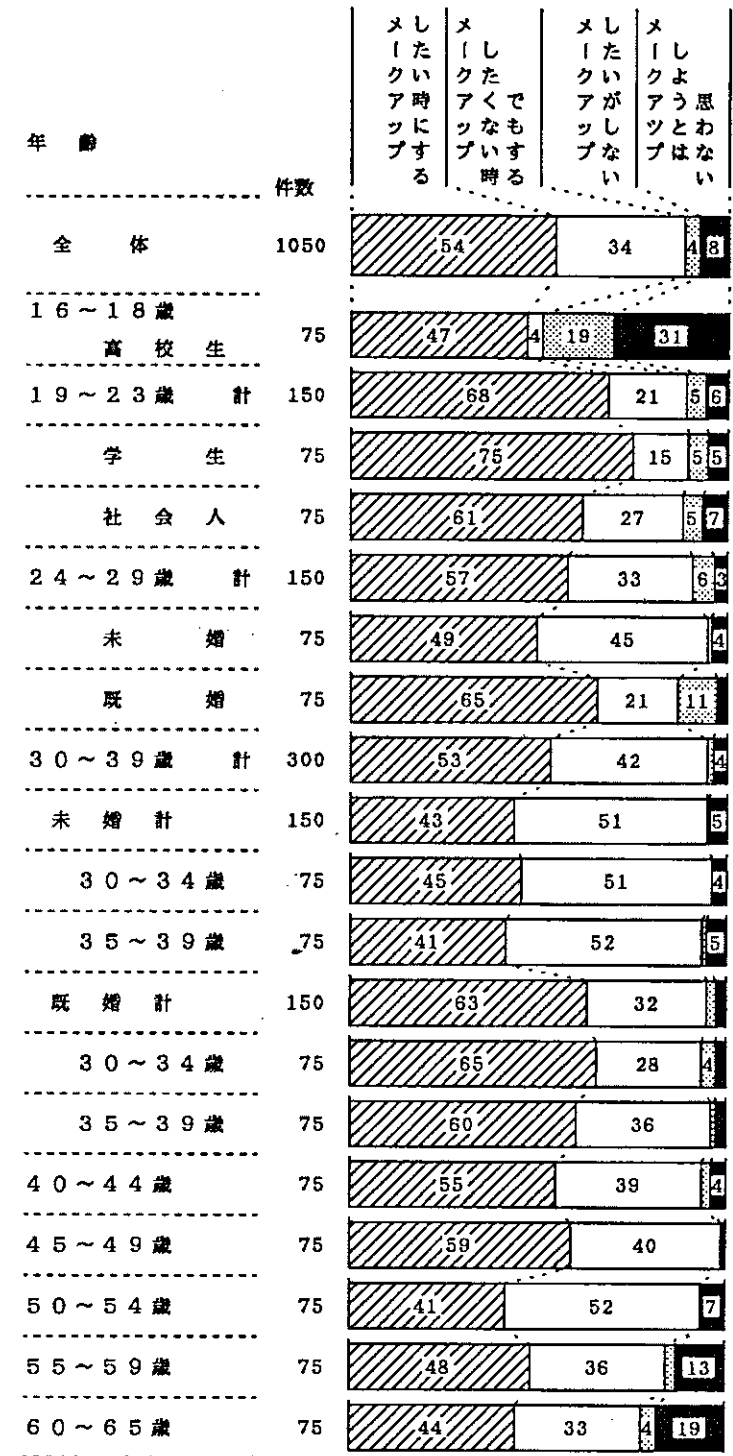 メークアップ
したい時にする
メークアップ
したくない時
でもする
メークアップ
したいがしない
メークアツプ
しようとは
思わない
年 齢
件数
全 体 1050 54 34 4 8
16～18歳
高 校 生 75 47 4 19 31
19～23歳 計 150 68 21 5 6
学 生 75 75 15 5 5
社 会 人 75 61 27 5 7
24～29歳 計 150 57 33 6 3
未 婚 75 49 45 4
既 婚 75 65 21 11
30～39歳 計 300 53 42 4
未 婚 計 150 43 51 5
30～34歳 75 45 51 4
35～39歳 75 41 52 5
既 婚 計 150 63 32
30～34歳 75 65 28 4
35～39歳 75 60 36
40～44歳 75 55 39 4
45～49歳 75 59 40
50～54歳 75 41 52 7
55～59歳 75 48 36 13
60～65歳 75 44 33 4 19